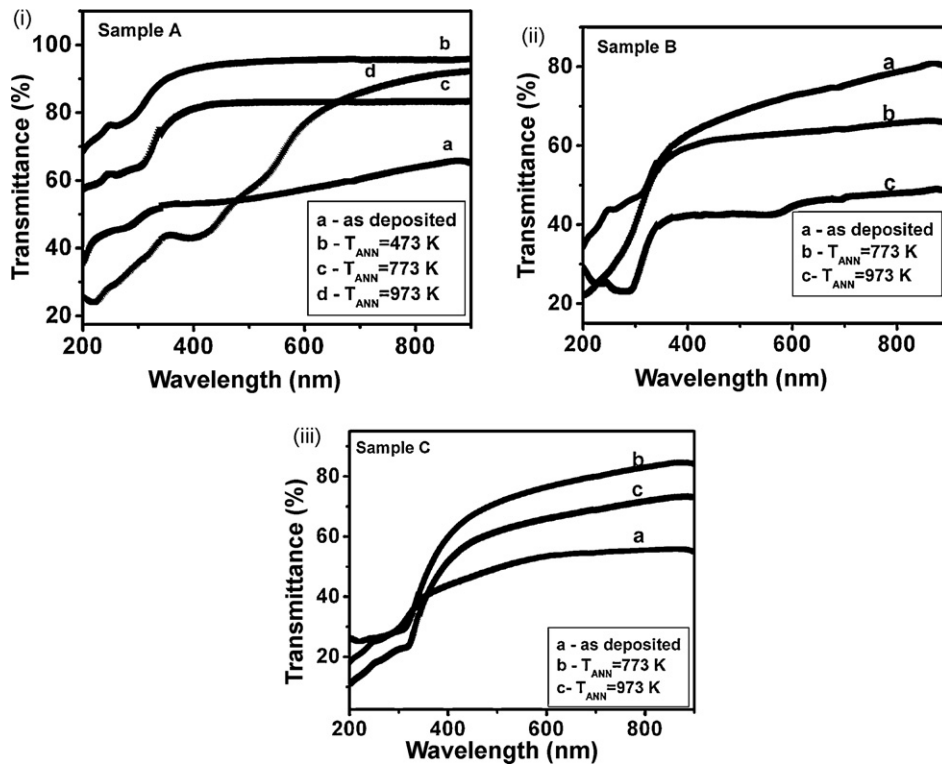 (i)
Sample A
b
d
c
a
100
80
60
40
20
Transmittance (%)
a - as deposited
b - T_ANN=473 K
c - T_ANN=773 K
d - T_ANN=973 K
200 400 600 800
Wavelength (nm)
(ii)
Sample B
a
b
c
80
60
40
20
Transmittance (%)
a - as deposited
b - T_ANN=773 K
c- T_ANN=973 K
200 400 600 800
Wavelength (nm)
(iii)
Sample C
b
c
a
80
60
40
20
Transmittance (%)
a - as deposited
b - T_ANN=773 K
c- T_ANN=973 K
200 400 600 800
Wavelength (nm)